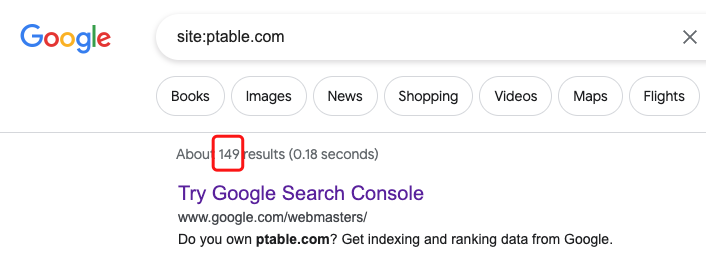 Google
site:ptable.com
Books Images News Shopping Videos Maps Flights
About 149 results (0.18 seconds)
Try Google Search Console
www.google.com/webmasters/
Do you own ptable.com? Get indexing and ranking data from Google.